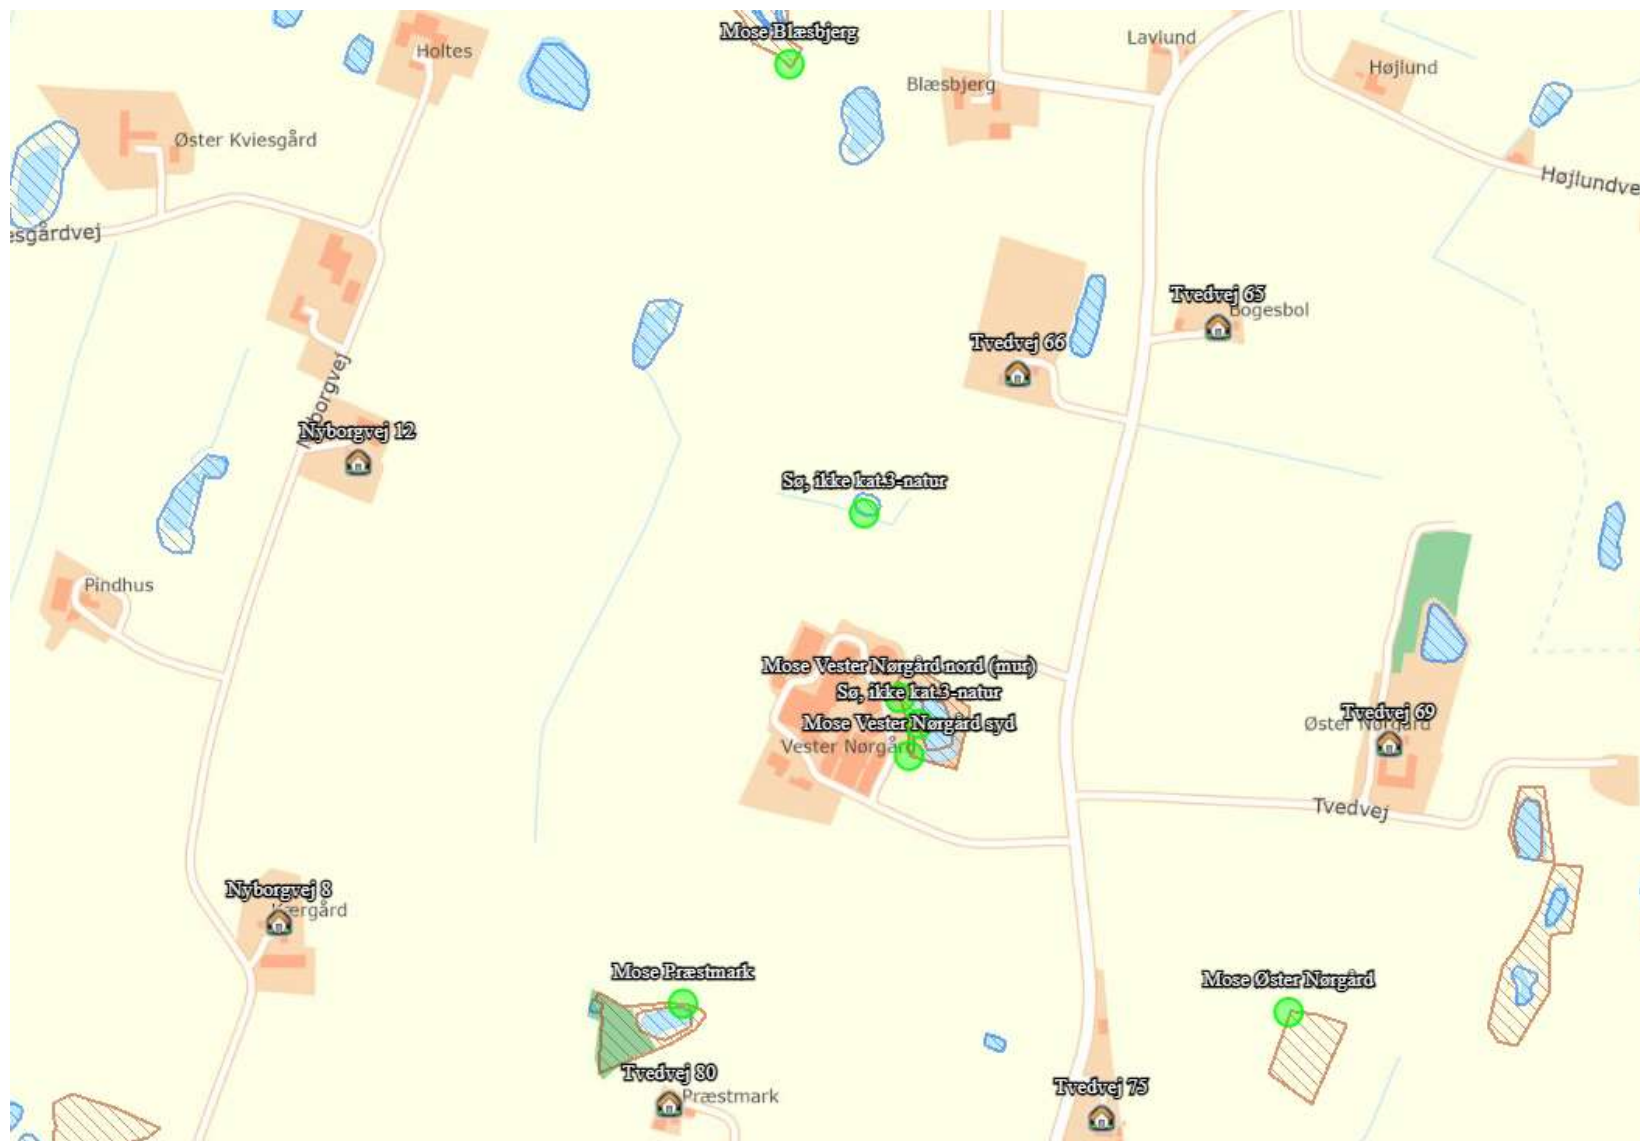 Mose Blæsbjerg
Lavlund
Holtes
Højlund
Blæsbjerg
Øster Kviesgård
Højlundve
esgårdvej
Tvedvej 65
Bogesbol
Tvedvej 66
Nyborgvej
Nyborgvej 12
Sø, ikke kat.3-natur
Pindhus
Mose Vester Nørgård nord (mur)
Sø, ikke kat.3-natur
Mose Vester Nørgård syd
Vester Nørgård
Tvedvej 69
Øster Nørgård
Tvedvej
Nyborgvej 8
Kærgård
Mose Præstmark
Mose Øster Nørgård
Tvedvej 80
Præstmark
Tvedvej 75